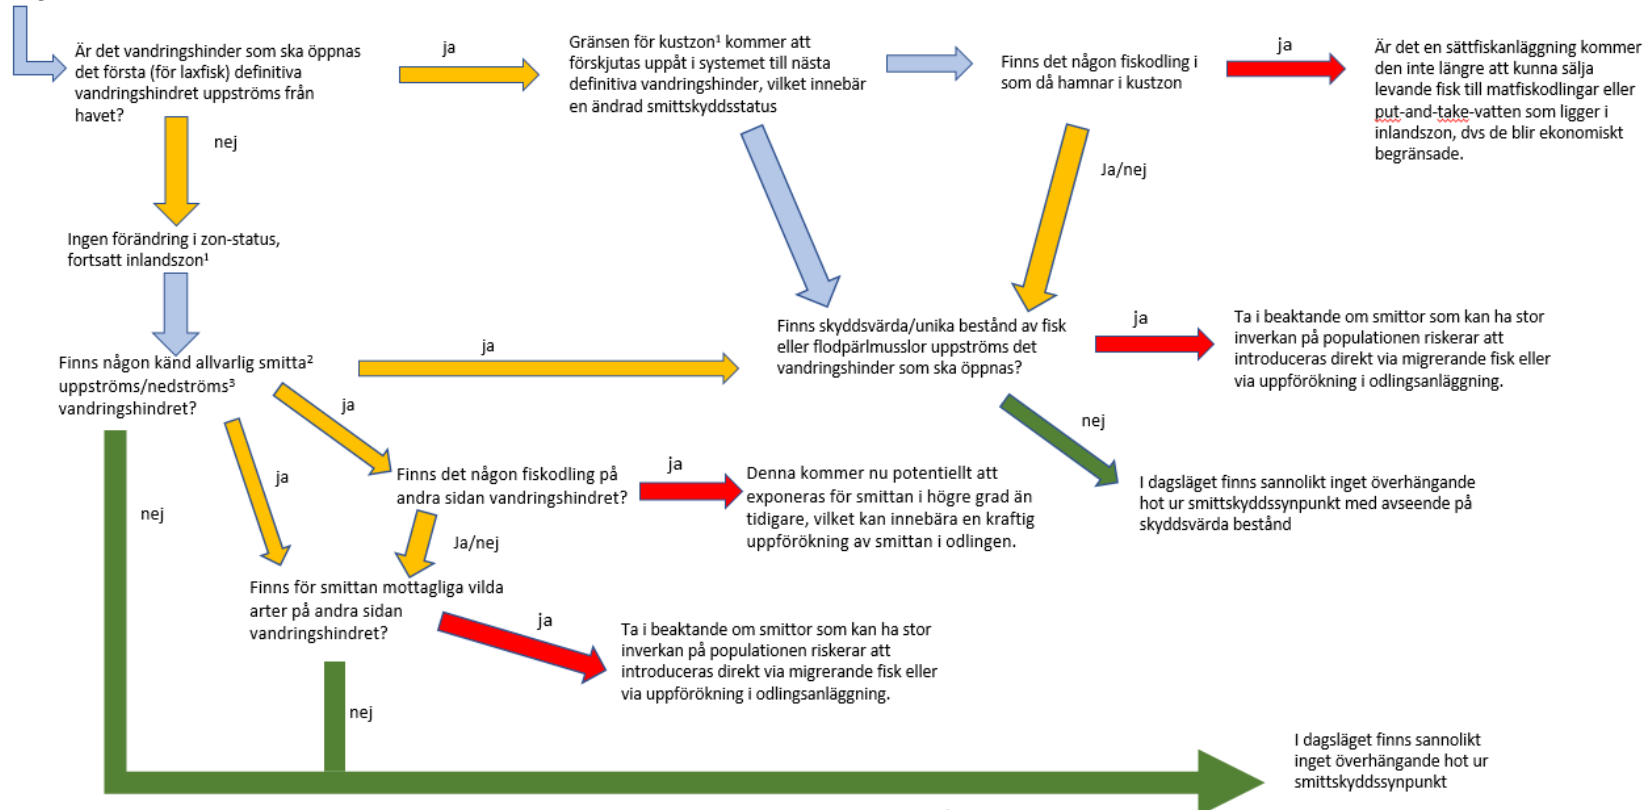 Är det vandringshinder som ska öppnas
det första (för laxfisk) definitiva
vandringshindret uppströms från
havet?
ja
Gränsen för kustzon¹ kommer att
förskjutas uppåt i systemet till nästa
definitiva vandringshinder, vilket innebär
en ändrad smittskyddsstatus
Finns det någon fiskodling i
som då hamnar i kustzon
ja
Är det en sättfiskanläggning kommer
den inte längre att kunna sälja
levande fisk till matfiskodlingar eller
put-and-take-vatten som ligger i
inlandszon, dvs de blir ekonomiskt
begränsade.
nej
Ja/nej
Ingen förändring i zon-status,
fortsatt inlandszon¹
Finns någon känd allvarlig smitta²
uppströms/nedströms³
vandringshindret?
ja
Finns skyddsvärda/unika bestånd av fisk
eller flodpärlmusslor uppströms det
vandringshinder som ska öppnas?
ja
Ta i beaktande om smittor som kan ha stor
inverkan på populationen riskerar att
introduceras direkt via migrerande fisk eller
via uppförökning i odlingsanläggning.
nej
I dagsläget finns sannolikt inget överhängande
hot ur smittskyddssynpunkt med avseende på
skyddsvärda bestånd
ja
ja
nej
Finns det någon fiskodling på
andra sidan vandringshindret?
ja
Denna kommer nu potentiellt att
exponeras för smittan i högre grad än
tidigare, vilket kan innebära en kraftig
uppförökning av smittan i odlingen.
Ja/nej
Finns för smittan mottagliga vilda
arter på andra sidan
vandringshindret?
ja
Ta i beaktande om smittor som kan ha stor
inverkan på populationen riskerar att
introduceras direkt via migrerande fisk eller
via uppförökning i odlingsanläggning.
nej
I dagsläget finns sannolikt
inget överhängande hot ur
smittskyddssynpunkt